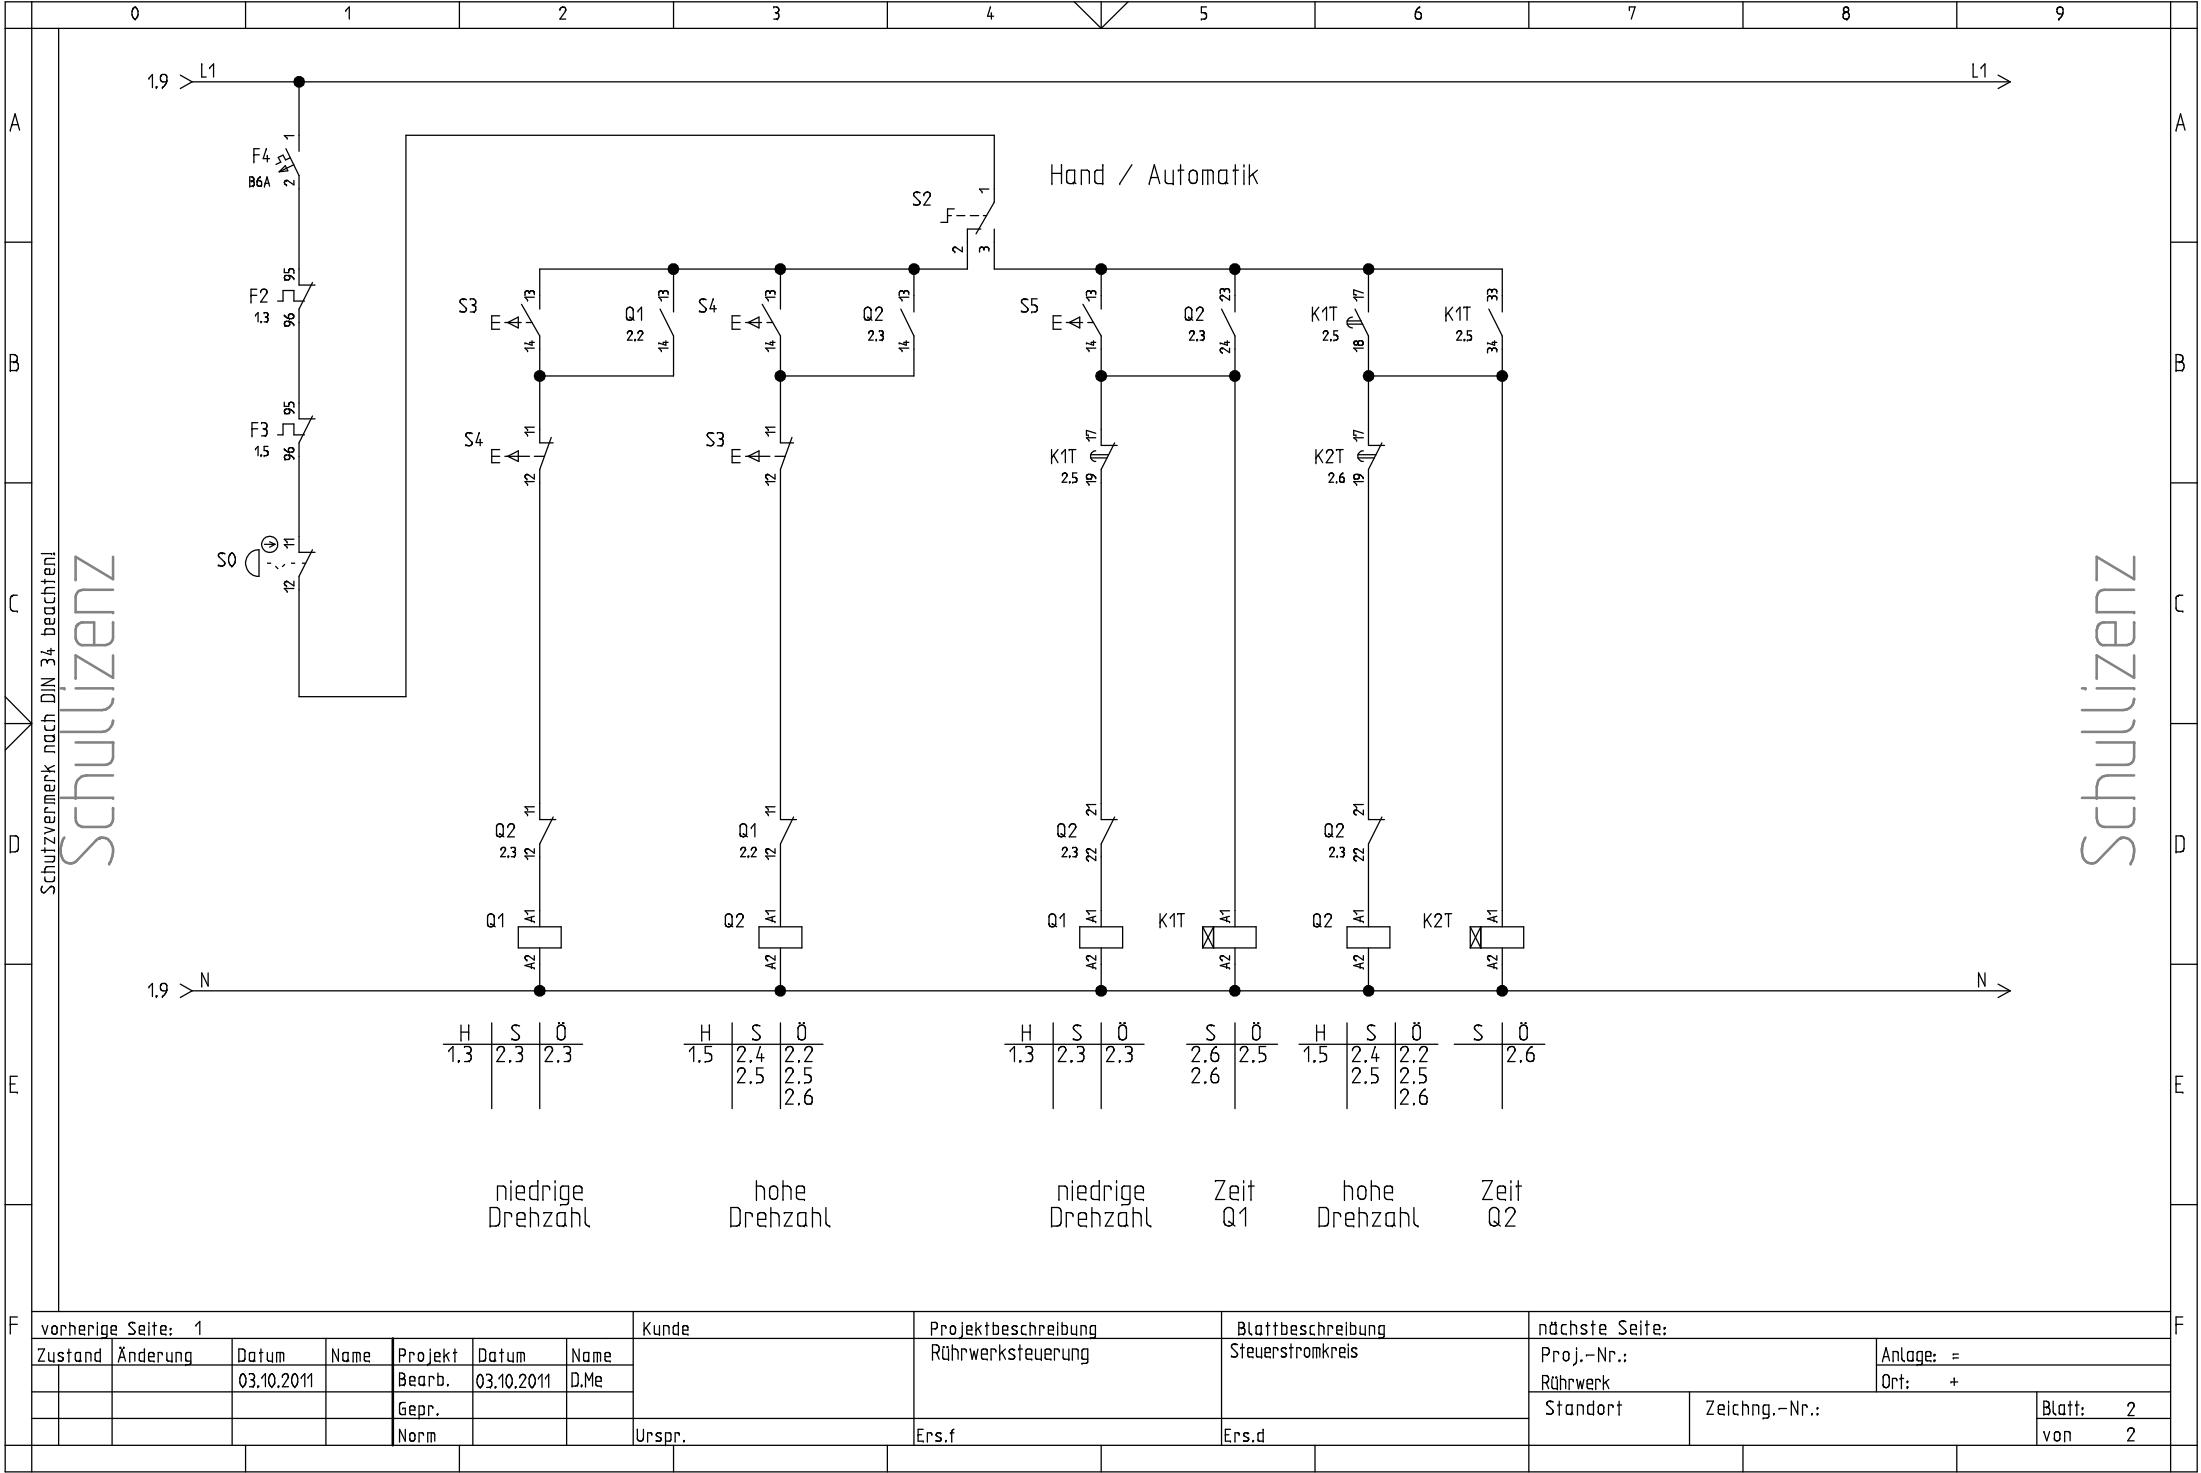 0 1 2 3 4 5 6 7 8 9
1.9 L1 L1
A A
1
F4
B6A 2
Hand / Automatik
S2 1
2 3
95
F2
1.3 96
13 S3 E 14
13 Q1 2.2 14
13 S4 E 14
13 Q2 2.3 14
13 S5 E 14
23 Q2 2.3 24
17 K1T 2.5 18
33 K1T 2.5 34
B B
95
F3
1.5 96
11 S4 E 12
11 S3 E 12
17 K1T 2.5 19
17 K2T 2.6 19
11
S0
12
C C
Schutzvermerk nach DIN 34 beachten!
Schullizenz
Schullizenz
11 Q2 2.3 12
11 Q1 2.2 12
21 Q2 2.3 22
21 Q2 2.3 22
D D
Q1 A1 A2
Q2 A1 A2
Q1 A1 A2
K1T A1 A2
Q2 A1 A2
K2T A1 A2
1.9 N N
H S Ö H S Ö H S Ö S Ö H S Ö S Ö
1.3 2.3 2.3 1.5 2.4 2.2 1.3 2.3 2.3 2.6 2.5 1.5 2.4 2.2 2.6
2.5 2.5 2.6 2.5 2.5
2.6 2.6
E E
niedrige hohe niedrige Zeit hohe Zeit
Drehzahl Drehzahl Drehzahl Q1 Drehzahl Q2
F F
vorherige Seite: 1 Kunde Projektbeschreibung Blattbeschreibung nächste Seite:
Zustand Änderung Datum Name Projekt Datum Name Rührwerksteuerung Steuerstromkreis Proj.-Nr.: Anlage: =
03.10.2011 Bearb. 03.10.2011 D.Me Rührwerk Ort: +
Gepr. Standort Zeichng.-Nr.: Blatt: 2
Norm Urspr. Ers.f Ers.d von 2